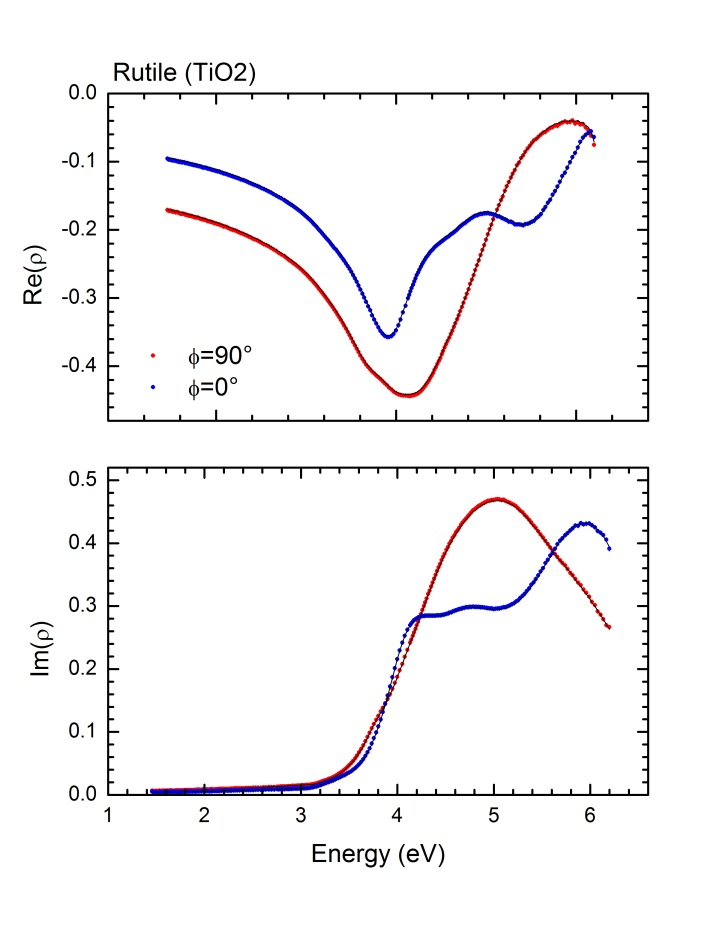 Rutile (TiO2)
0.0
-0.1
-0.2
-0.3
-0.4
Re(ρ)
ϕ=90°
ϕ=0°
0.5
0.4
0.3
0.2
0.1
0.0
Im(ρ)
1 2 3 4 5 6
Energy (eV)